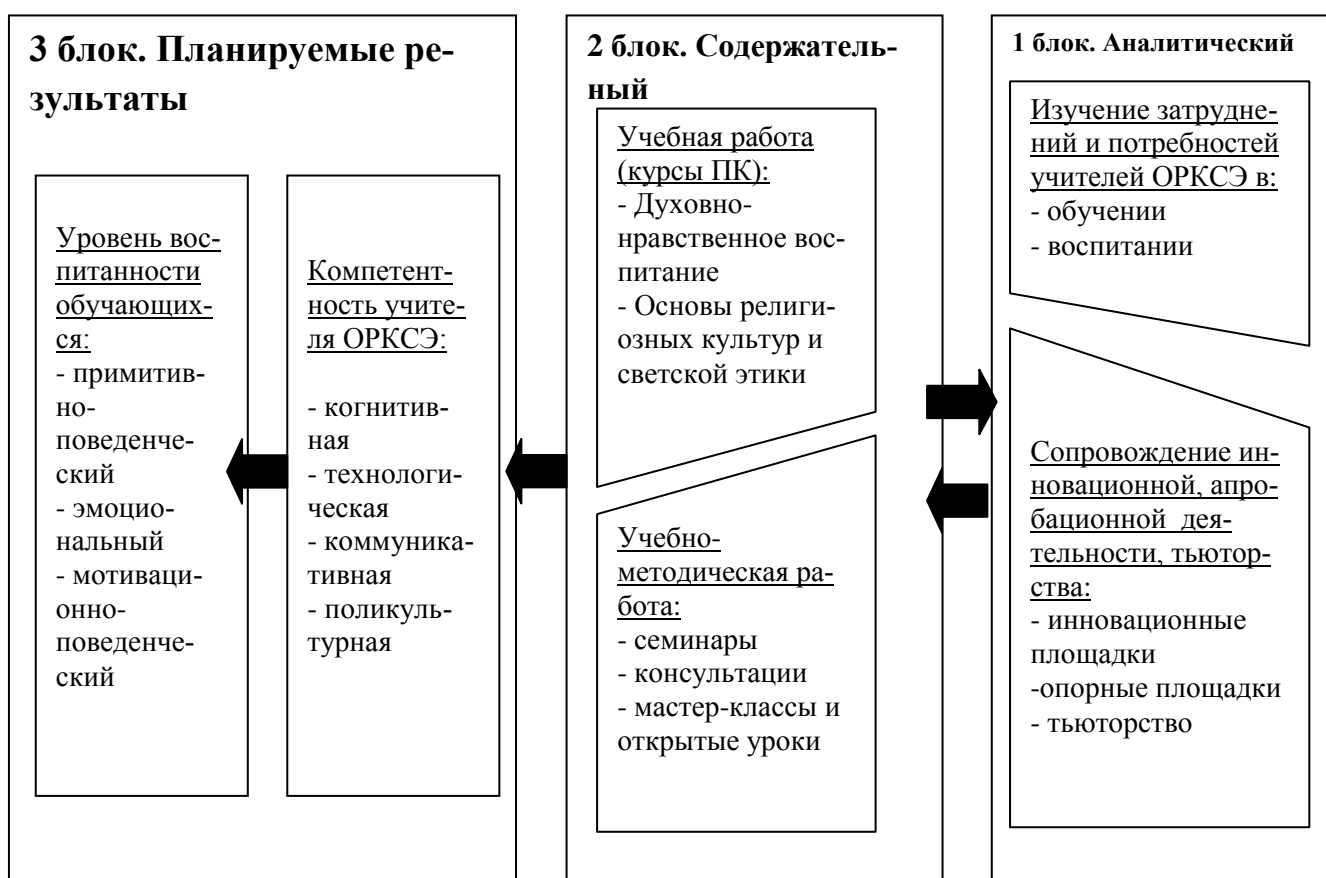 3 блок. Планируемые ре-
зультаты
Уровень вос-
питанности
обучающих-
ся:
- примитив-
но-
поведенче-
ский
- эмоцио-
нальный
- мотиваци-
онно-
поведенче-
ский
Компетент-
ность учите-
ля ОРКСЭ:
- когнитив-
ная
- технологи-
ческая
- коммуника-
тивная
- поликуль-
турная
2 блок. Содержатель-
ный
Учебная работа
(курсы ПК):
- Духовно-
нравственное вос-
питание
- Основы религи-
озных культур и
светской этики
Учебно-
методическая ра-
бота:
- семинары
- консультации
- мастер-классы и
открытые уроки
1 блок. Аналитический
Изучение затрудне-
ний и потребностей
учителей ОРКСЭ в:
- обучении
- воспитании
Сопровождение ин-
новационной, апро-
бационной деятельности, тьютор-
ства:
- инновационные
площадки
-опорные площадки
- тьюторство